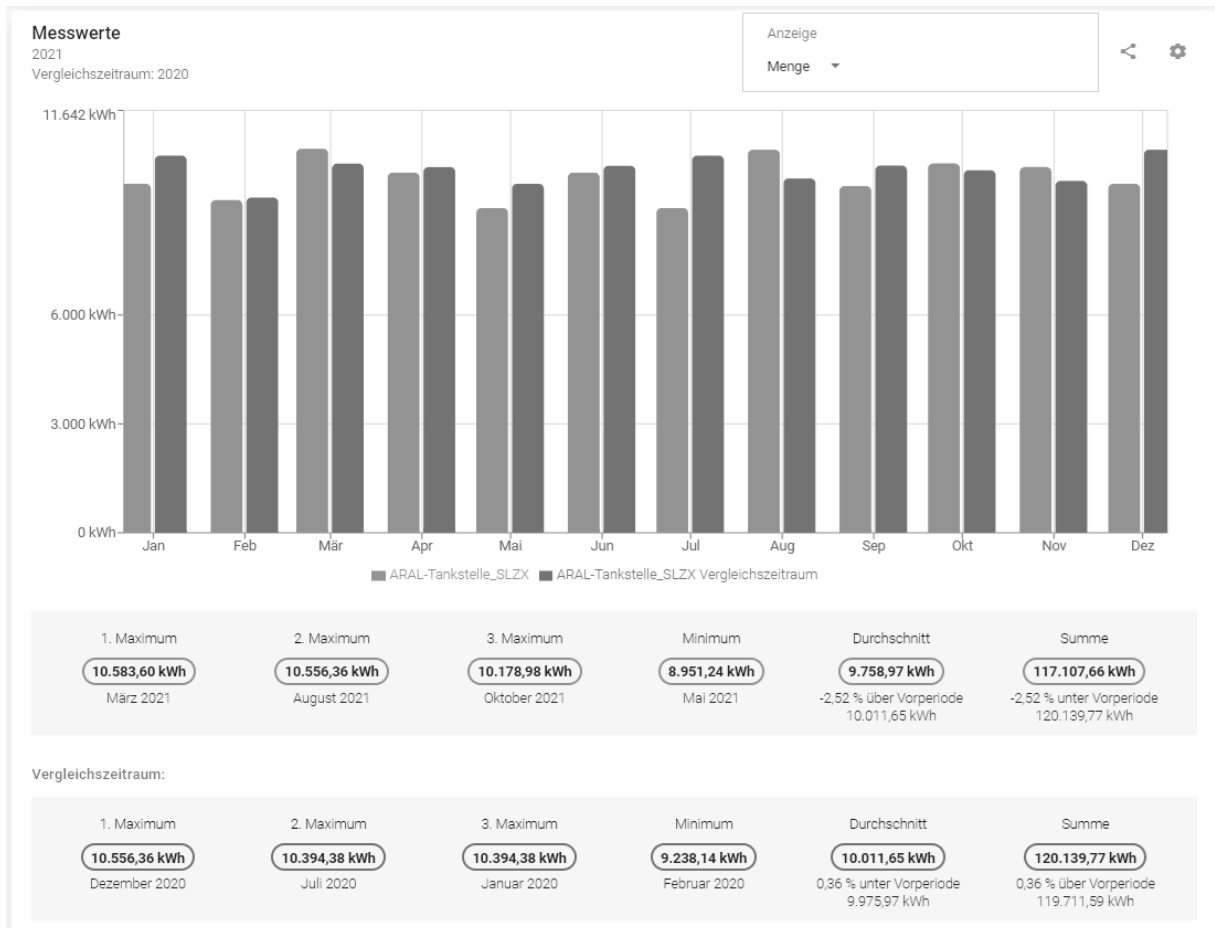 Messwerte
2021
Vergleichszeitraum: 2020
Anzeige
Menge
11.642 kWh
6.000 kWh
3.000 kWh
0 kWh
Jan Feb Mär Apr Mai Jun Jul Aug Sep Okt Nov Dez
ARAL-Tankstelle_SLZX ARAL-Tankstelle_SLZX Vergleichszeitraum
1. Maximum 2. Maximum 3. Maximum Minimum Durchschnitt Summe
10.583,60 kWh 10.556,36 kWh 10.178,98 kWh 8.951,24 kWh 9.758,97 kWh 117.107,66 kWh
März 2021 August 2021 Oktober 2021 Mai 2021 -2,52 % über Vorperiode -2,52 % unter Vorperiode
10.011,65 kWh 120.139,77 kWh
Vergleichszeitraum:
1. Maximum 2. Maximum 3. Maximum Minimum Durchschnitt Summe
10.556,36 kWh 10.394,38 kWh 10.394,38 kWh 9.238,14 kWh 10.011,65 kWh 120.139,77 kWh
Dezember 2020 Juli 2020 Januar 2020 Februar 2020 0,36 % unter Vorperiode 0,36 % über Vorperiode
9.975,97 kWh 119.711,59 kWh